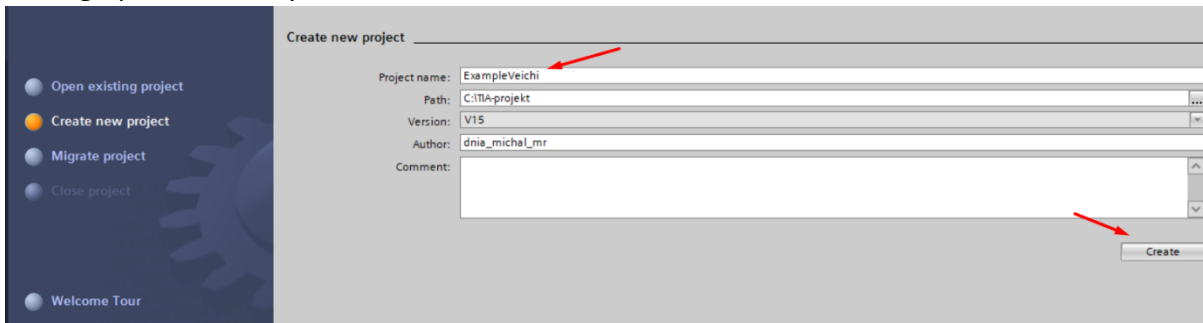 Create new project
Open existing project
Create new project
Migrate project
Close project
Welcome Tour
Project name: ExampleVeichi
Path: C:\TIA-projekt
...
Version: V15
Author: dnia_michal_mr
Comment:
Create